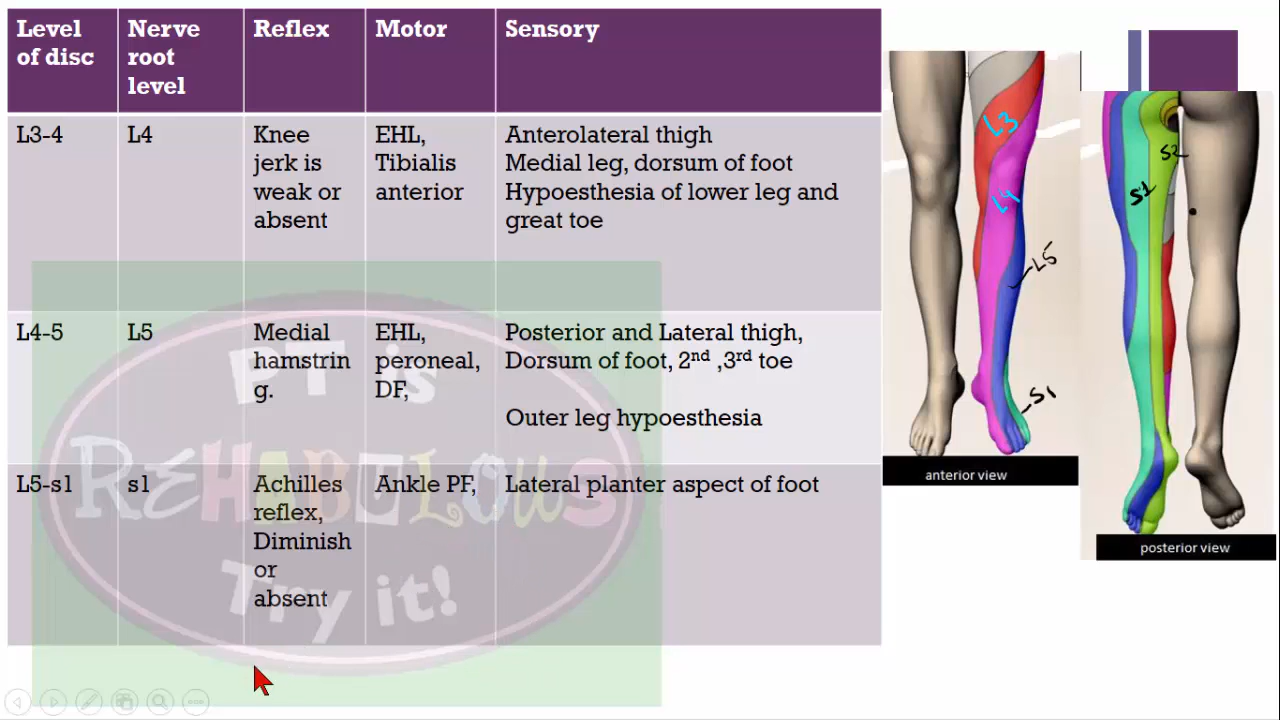 Level of disc
Nerve root level
Reflex
Motor
Sensory
L3-4
L4
Knee
jerk is
weak or
absent
EHL,
Tibialis
anterior
Anterolateral thigh
Medial leg, dorsum of foot
Hypoesthesia of lower leg and
great toe
L4-5
L5
Medial
hamstrin
g.
EHL,
peroneal,
DF,
Posterior and Lateral thigh,
Dorsum of foot, 2nd ,3rd toe
Outer leg hypoesthesia
L5-s1
s1
Achilles
reflex,
Diminish
or
absent
Ankle PF,
Lateral planter aspect of foot
PT is
REHABULOUS
Try it!
L3
L4
L5
S1
anterior view
S2
S1
posterior view